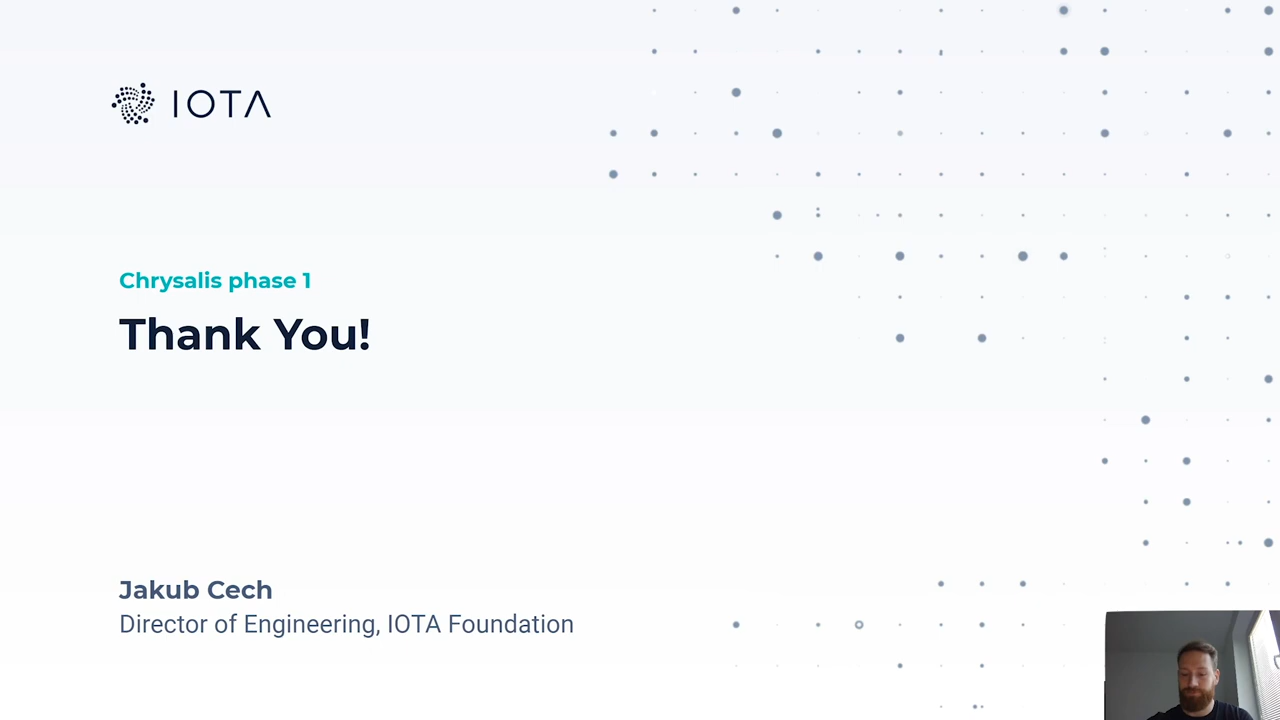 IOTA
Chrysalis phase 1
Thank You!
Jakub Cech
Director of Engineering, IOTA Foundation